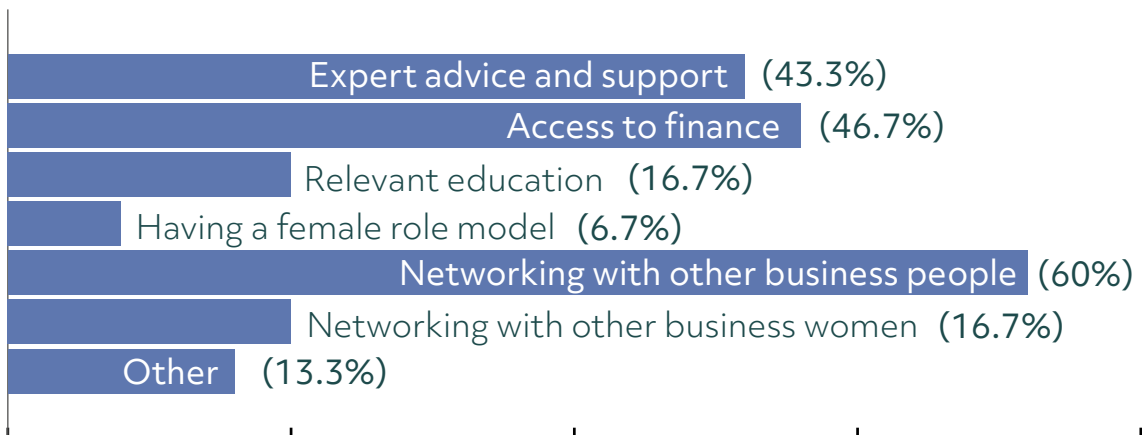 Expert advice and support (43.3%)
Access to finance (46.7%)
Relevant education (16.7%)
Having a female role model (6.7%)
Networking with other business people (60%)
Networking with other business women (16.7%)
Other (13.3%)